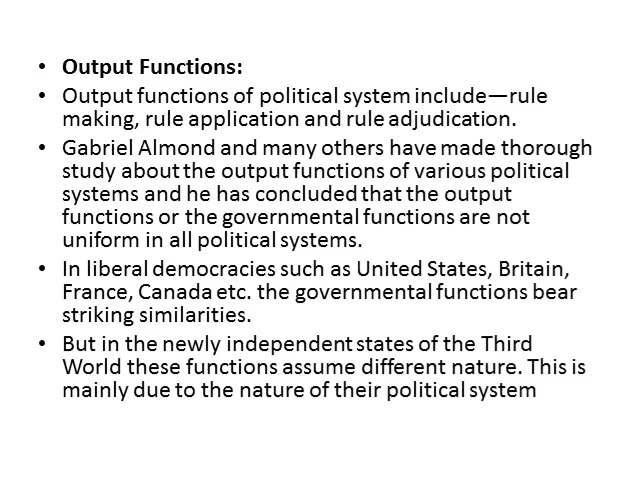 • Output Functions:
• Output functions of political system include—rule
making, rule application and rule adjudication.
• Gabriel Almond and many others have made thorough
study about the output functions of various political
systems and he has concluded that the output
functions or the governmental functions are not
uniform in all political systems.
• In liberal democracies such as United States, Britain,
France, Canada etc. the governmental functions bear
striking similarities.
• But in the newly independent states of the Third
World these functions assume different nature. This is
mainly due to the nature of their political system